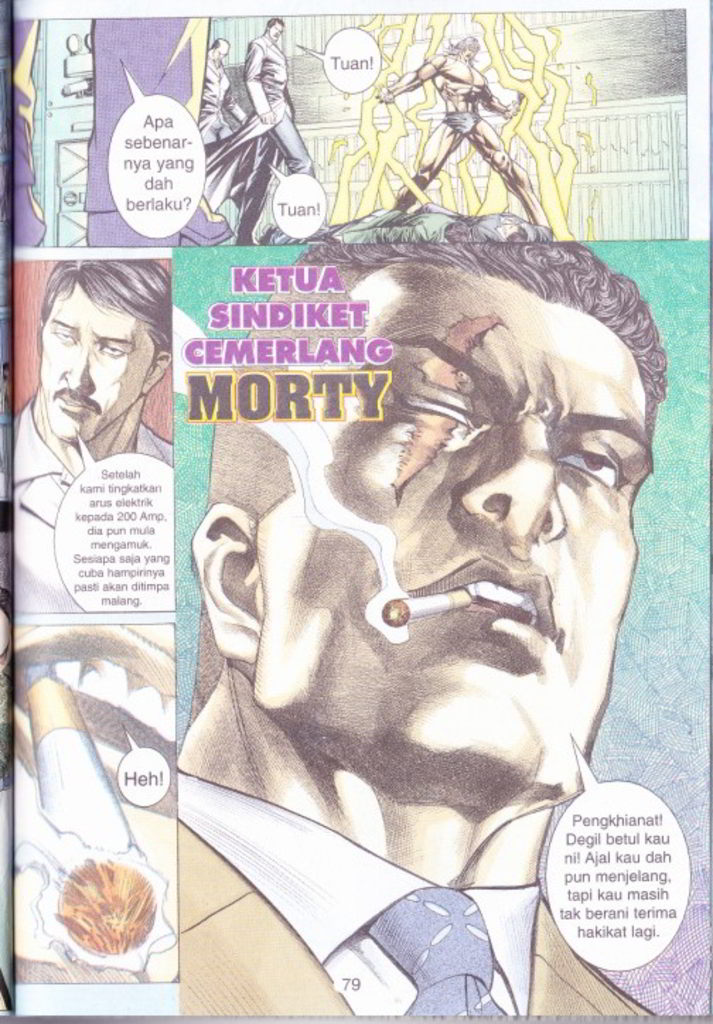 Apa
sebenar-
nya yang
dah
berlaku?
Tuan!
Tuan!
KETUA
SINDIKET
CEMERLANG
MORTY
Setelah
kami tingkatkan
arus elektrik
kepada 200 Amp,
dia pun mula
mengamuk.
Sesiapa saja yang
cuba hampirinya
pasti akan ditimpa
malang.
Heh!
Pengkhianat!
Degil betul kau
ni! Ajal kau dah
pun menjelang,
tapi kau masih
tak berani terima
hakikat lagi.
79